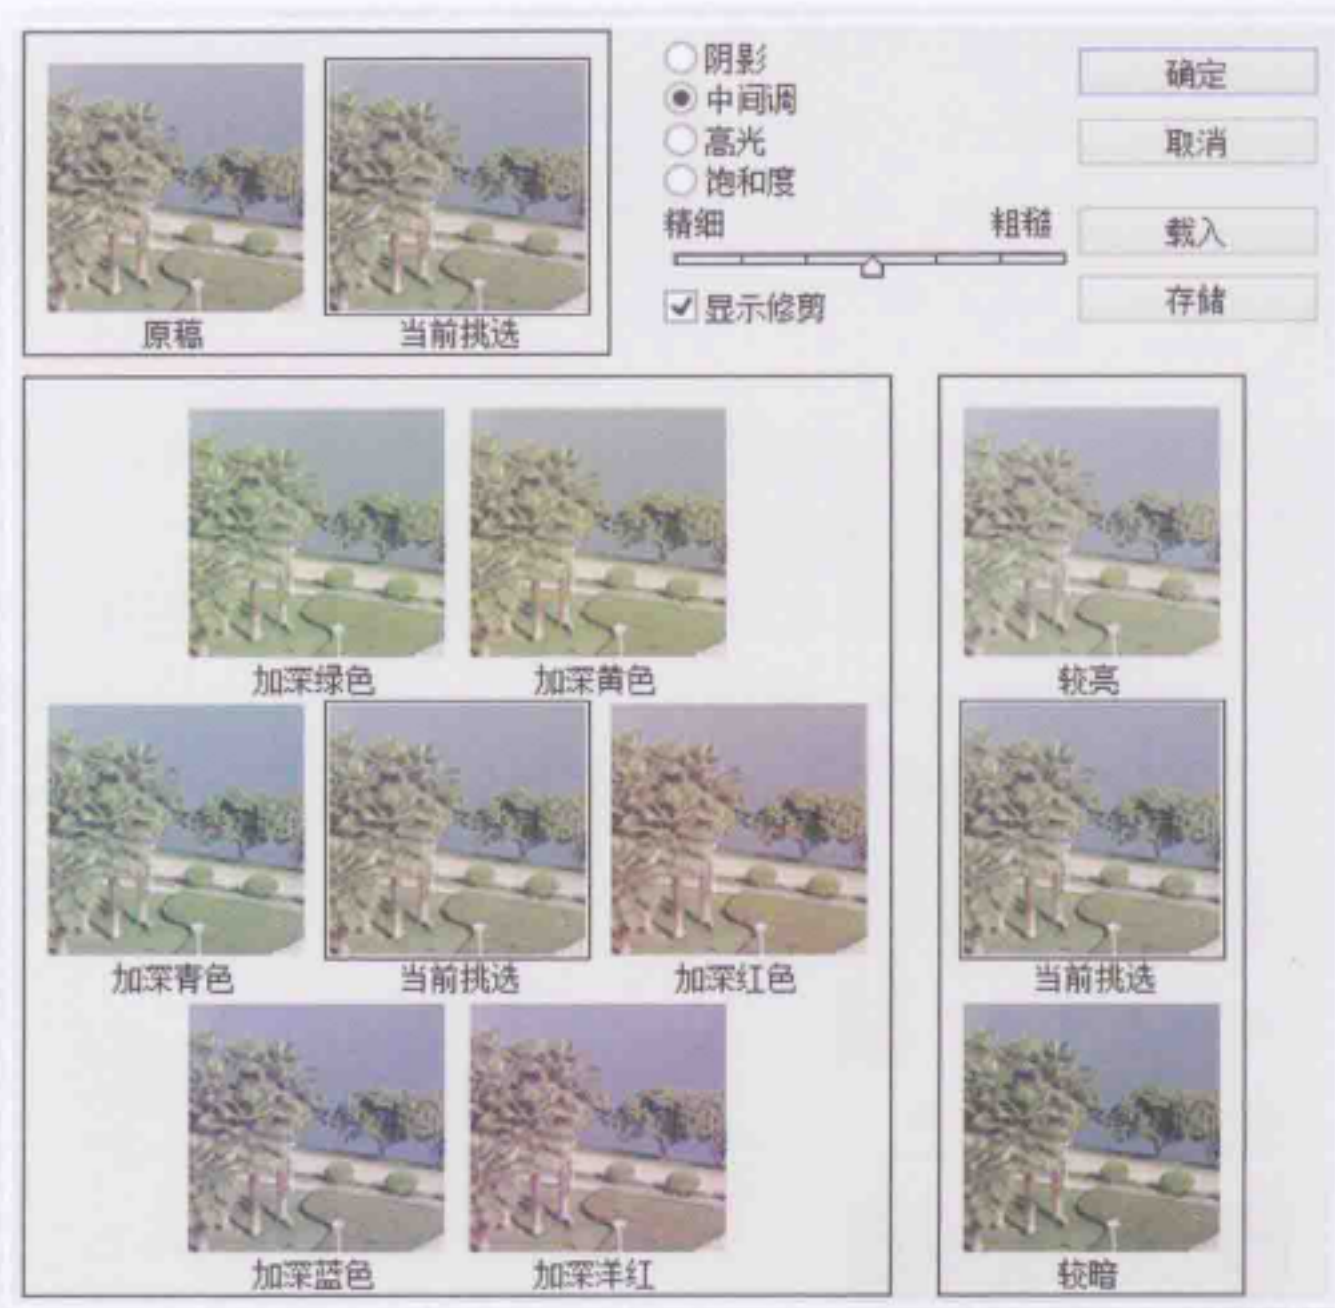 原稿
当前挑选
阴影
中间调
高光
饱和度
精细 粗糙
显示修剪
确定
取消
载入
存储
加深绿色
加深黄色
加深青色
当前挑选
加深红色
加深蓝色
加深洋红
较亮
当前挑选
较暗